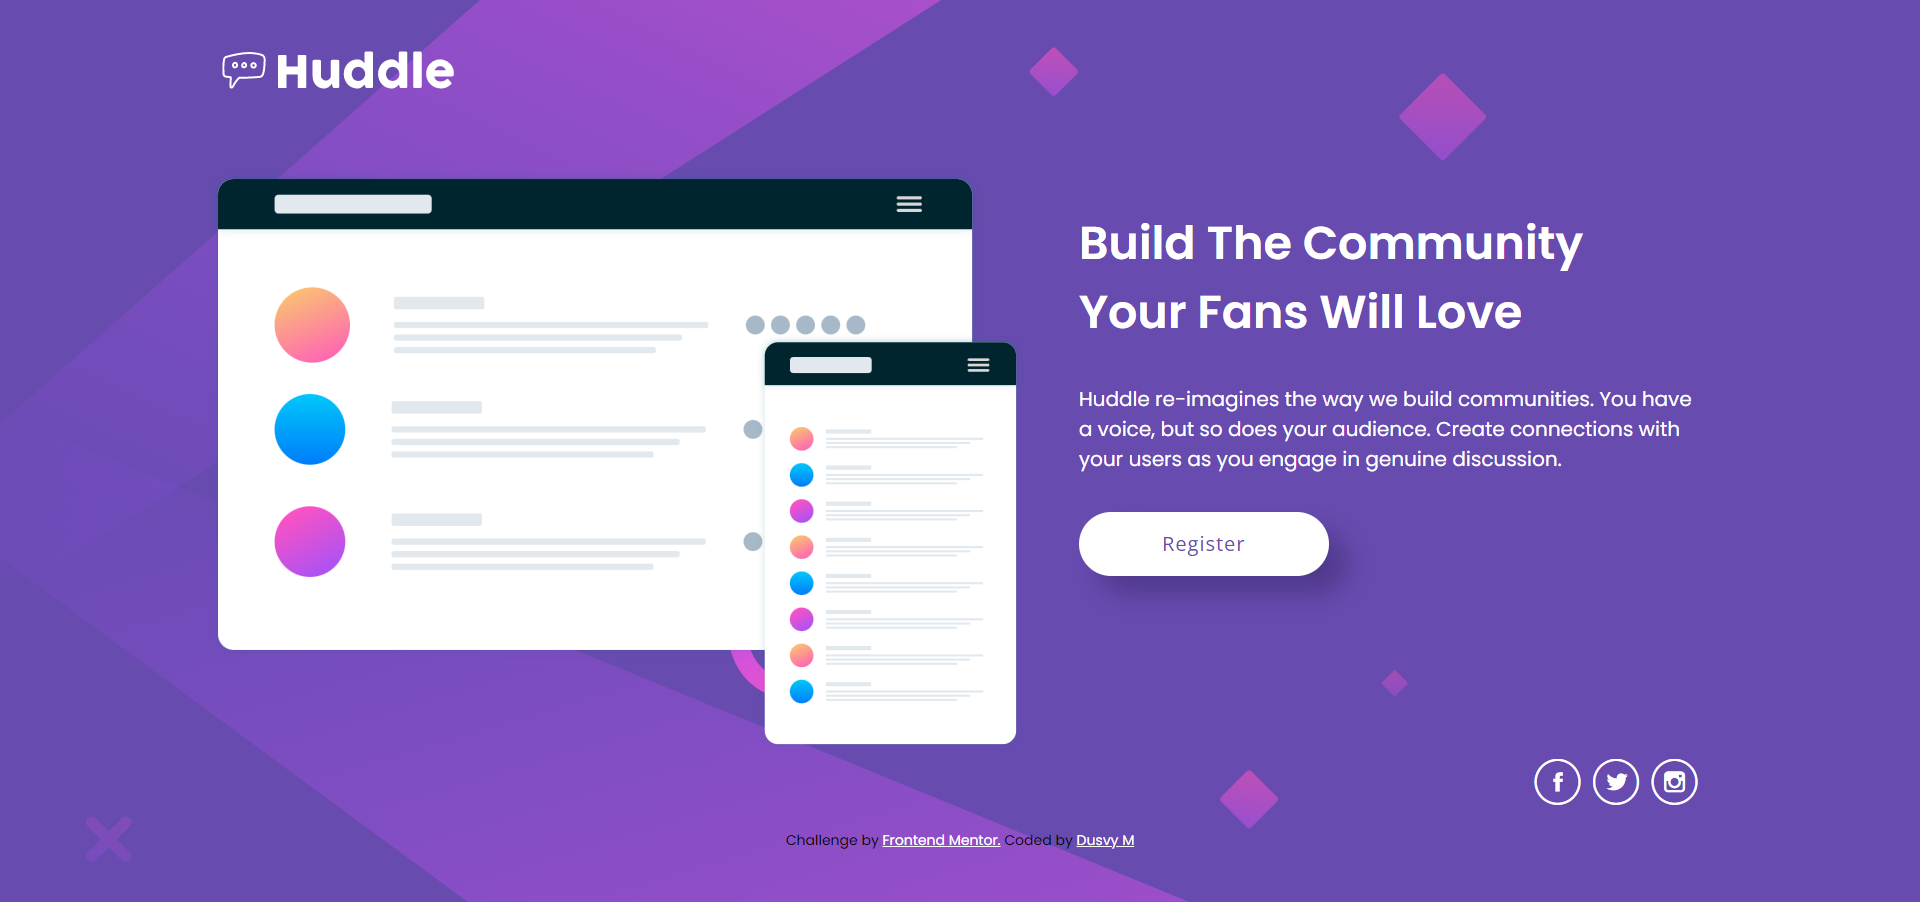 Huddle
Build The Community
Your Fans Will Love
Huddle re-imagines the way we build communities. You have
a voice, but so does your audience. Create connections with
your users as you engage in genuine discussion.
Register
Challenge by Frontend Mentor. Coded by Dusvy M